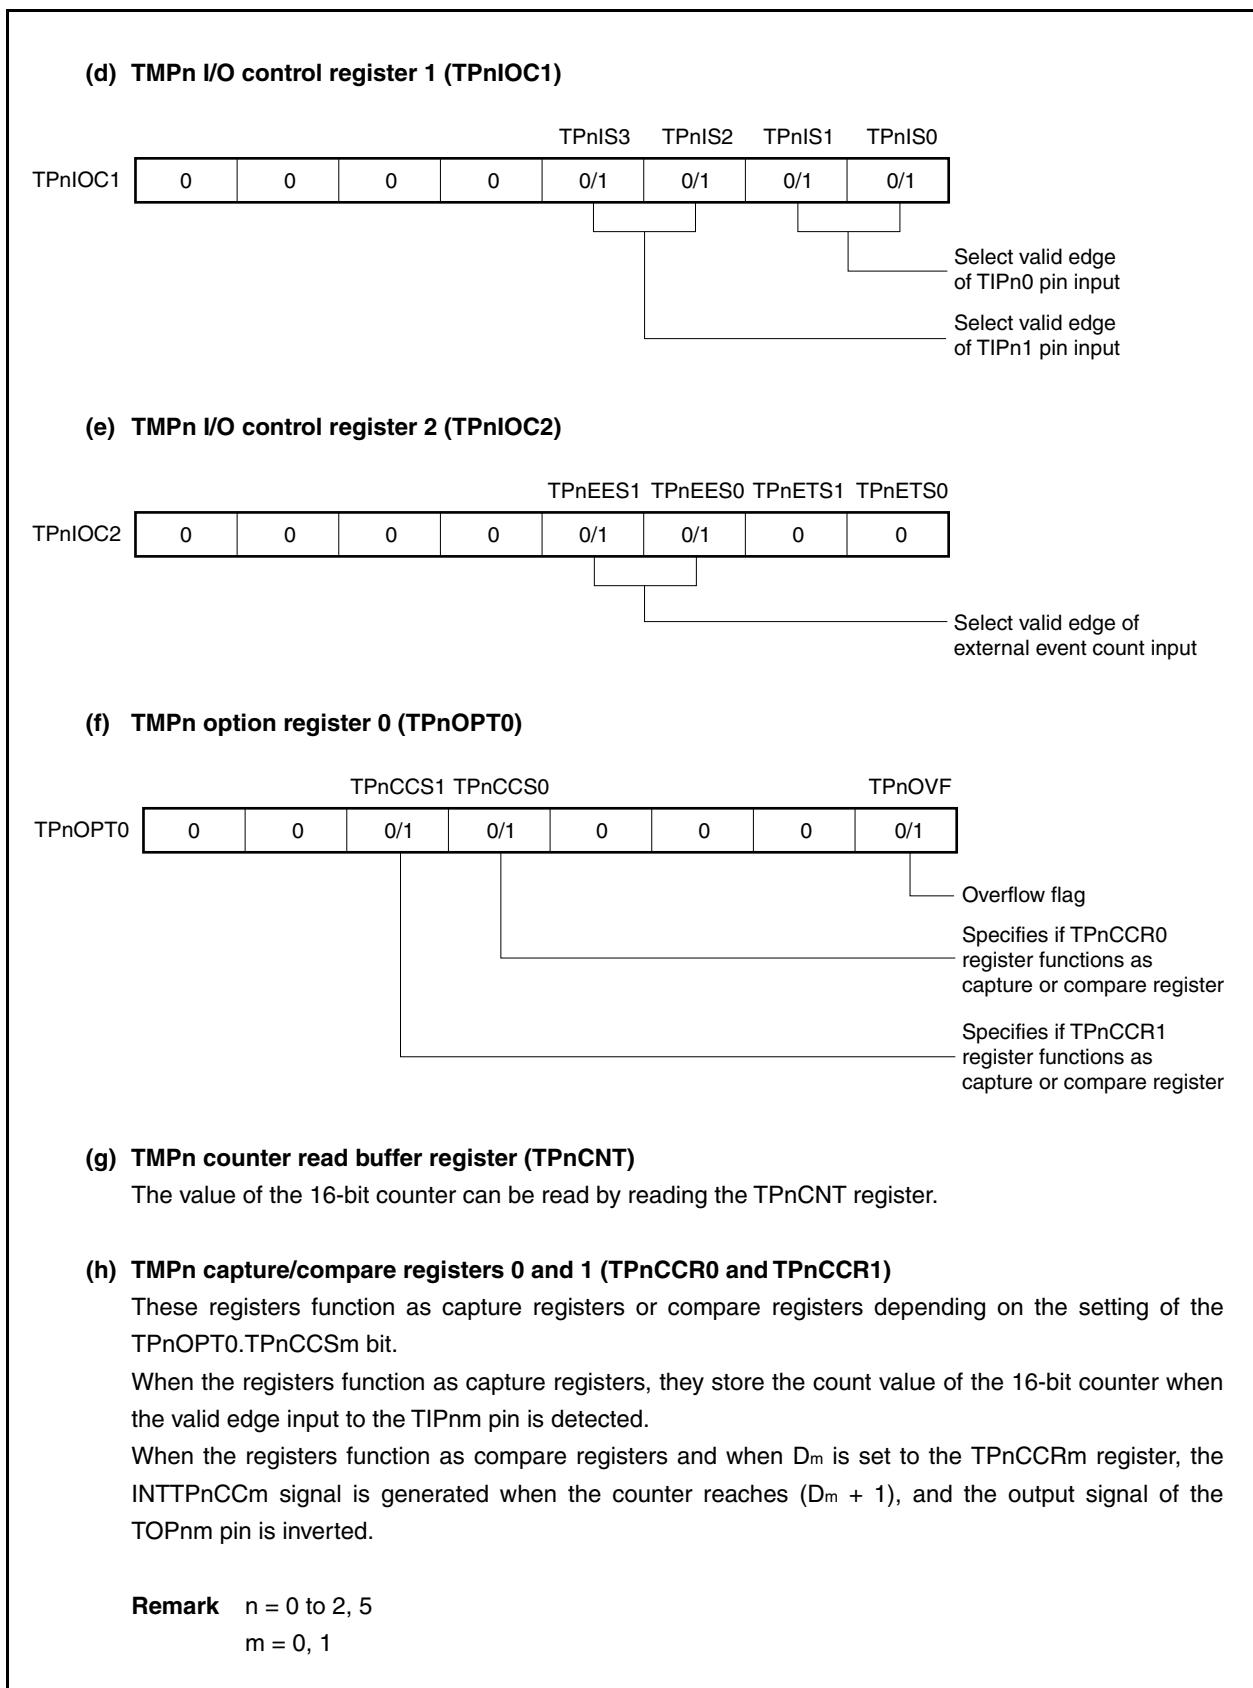 (d) TMPn I/O control register 1 (TPnIOC1)
TPnIS3 TPnIS2 TPnIS1 TPnIS0
TPnIOC1 0 0 0 0 0/1 0/1 0/1 0/1
Select valid edge
of TIPn0 pin input
Select valid edge
of TIPn1 pin input
(e) TMPn I/O control register 2 (TPnIOC2)
TPnEES1 TPnEES0 TPnETS1 TPnETS0
TPnIOC2 0 0 0 0 0/1 0/1 0 0
Select valid edge of
external event count input
(f) TMPn option register 0 (TPnOPT0)
TPnCCS1 TPnCCS0 TPnOVF
TPnOPT0 0 0 0/1 0/1 0 0 0 0/1
Overflow flag
Specifies if TPnCCR0
register functions as
capture or compare register
Specifies if TPnCCR1
register functions as
capture or compare register
(g) TMPn counter read buffer register (TPnCNT)
The value of the 16-bit counter can be read by reading the TPnCNT register.
(h) TMPn capture/compare registers 0 and 1 (TPnCCR0 and TPnCCR1)
These registers function as capture registers or compare registers depending on the setting of the
TPnOPT0.TPnCCSm bit.
When the registers function as capture registers, they store the count value of the 16-bit counter when
the valid edge input to the TIPnm pin is detected.
When the registers function as compare registers and when Dm is set to the TPnCCRm register, the
INTTPnCCm signal is generated when the counter reaches (Dm + 1), and the output signal of the
TOPnm pin is inverted.
Remark n = 0 to 2, 5
m = 0, 1